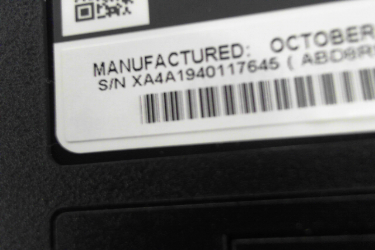 MANUFACTURED: OCTOBER
S/N XA4A1940117645 (